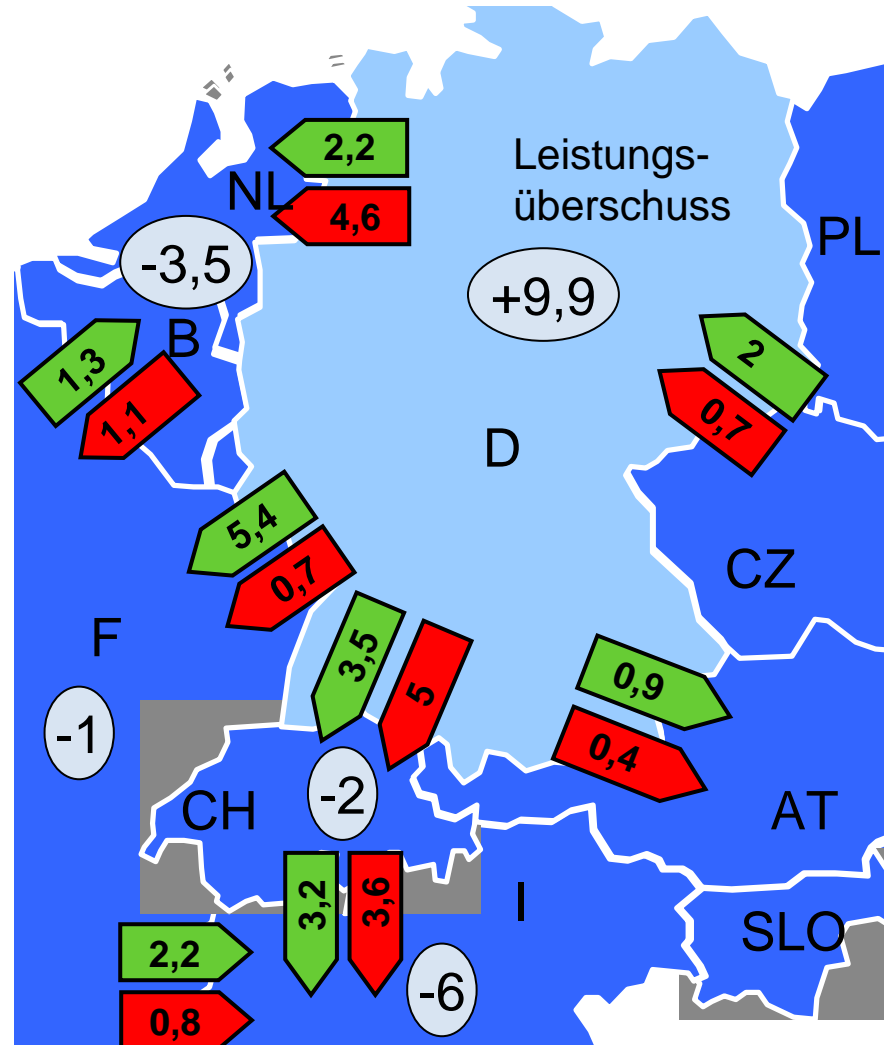 2,2
Leistungs-
überschuss
NL
4,6
PL
-3,5
+9,9
B
1,3
1,1
2
0,7
D
5,4
0,7
CZ
F
3,5
5
0,9
0,4
-1
-2
CH
AT
3,2
3,6
I
SLO
2,2
-6
0,8